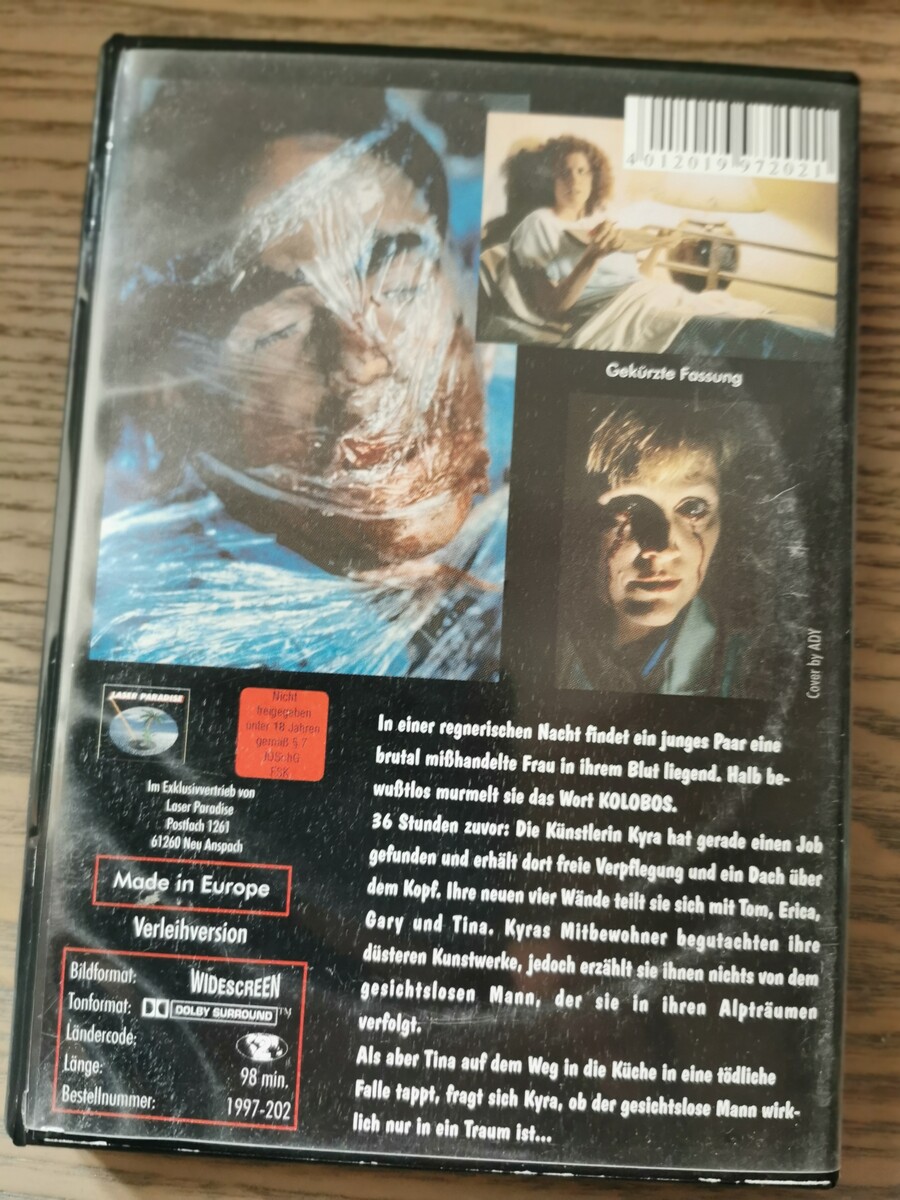 4 012019 972021
Gekürzte Fassung
Cover by ADY
LASER PARADISE
Nicht
freigegeben
unter 18 Jahren
gemäß § 7
JÖSchG
FSK
Im Exklusivvertrieb von
Laser Paradise
Postfach 1261
61260 Neu Anspach
Made in Europe
Verleihversion
Bildformat: WIDESCREEN
Tonformat: DOLBY SURROUND TM
Ländercode:
Länge: 98 min.
Bestellnummer: 1997-202
In einer regnerischen Nacht findet ein junges Paar eine
brutal mißhandelte Frau in ihrem Blut liegend. Halb be-
wußtlos murmelt sie das Wort KOLOBOS.
36 Stunden zuvor: Die Künstlerin Kyra hat gerade einen Job
gefunden und erhält dort freie Verpflegung und ein Dach über
dem Kopf. Ihre neuen vier Wände teilt sie sich mit Tom, Erica,
Gary und Tina. Kyras Mitbewohner begutachten ihre
düsteren Kunstwerke, jedoch erzählt sie ihnen nichts von dem
gesichtslosen Mann, der sie in ihren Alpträumen
verfolgt.
Als aber Tina auf dem Weg in die Küche in eine tödliche
Falle tappt, fragt sich Kyra, ob der gesichtslose Mann wirk-
lich nur in ein Traum ist...